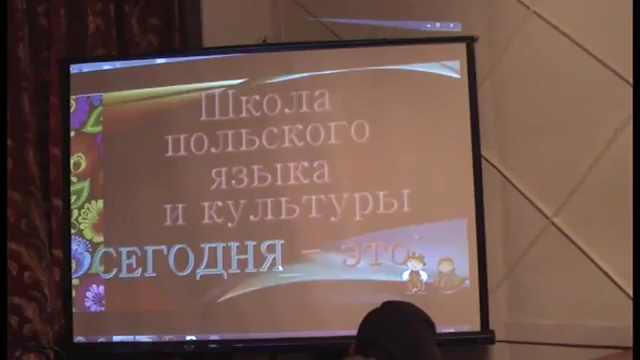 Школа
польского
языка
и культуры
СЕГОДНЯ – это